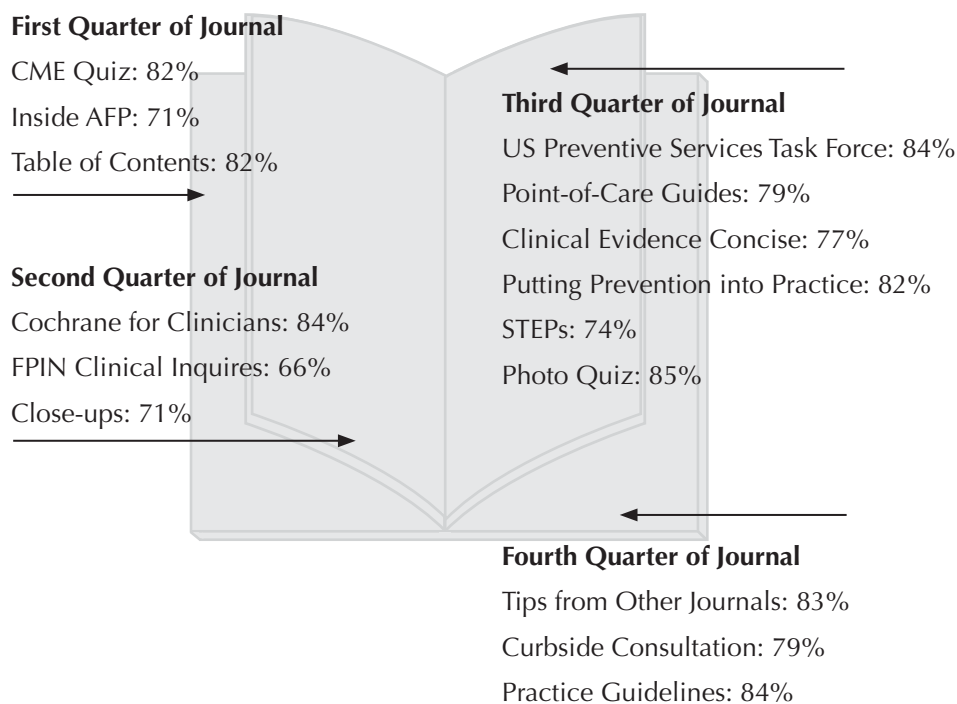 First Quarter of Journal
CME Quiz: 82%
Inside AFP: 71%
Table of Contents: 82%
Second Quarter of Journal
Cochrane for Clinicians: 84%
FPIN Clinical Inquires: 66%
Close-ups: 71%
Third Quarter of Journal
US Preventive Services Task Force: 84%
Point-of-Care Guides: 79%
Clinical Evidence Concise: 77%
Putting Prevention into Practice: 82%
STEPs: 74%
Photo Quiz: 85%
Fourth Quarter of Journal
Tips from Other Journals: 83%
Curbside Consultation: 79%
Practice Guidelines: 84%